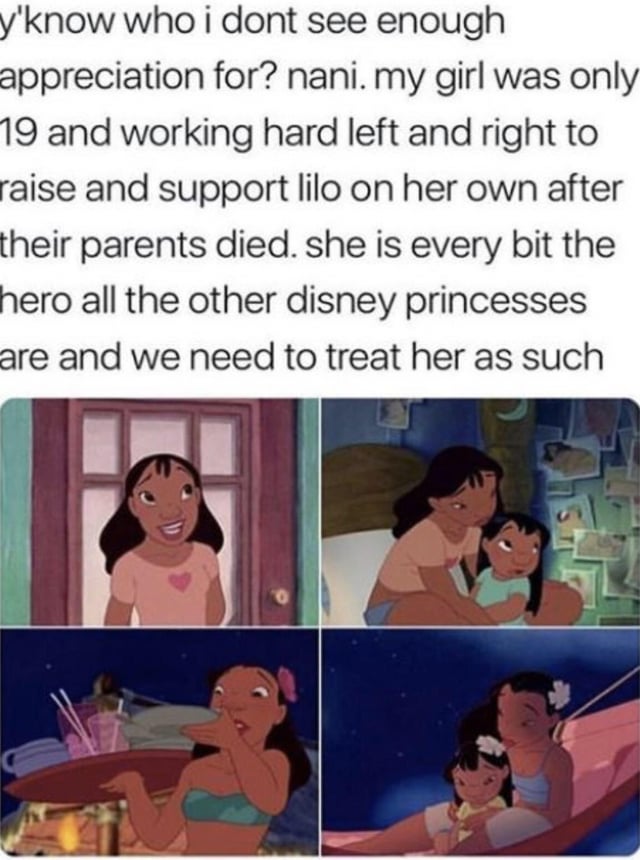 y'know who i dont see enough
appreciation for? nani. my girl was only
19 and working hard left and right to
raise and support lilo on her own after
their parents died. she is every bit the
hero all the other disney princesses
are and we need to treat her as such